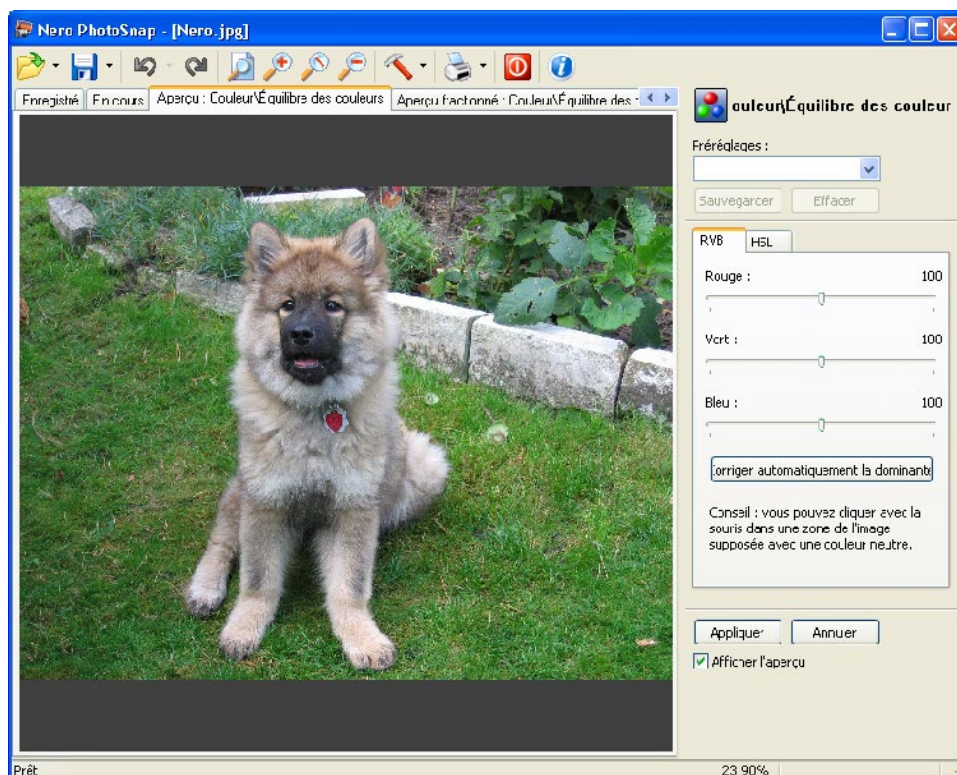 Nero PhotoSnap - [Nero.jpg]
Enregistré
En cours
Aperçu : Couleur\Équilibre des couleurs
Aperçu fractionné : Couleur\Équilibre des
ouleur\Équilibre des couleur
Préréglages :
Sauvegarder
Effacer
RVB
HSL
Rouge :
100
Vert :
100
Bleu :
100
Corriger automatiquement la dominante
Conseil : vous pouvez cliquer avec la
souris dans une zone de l'image
supposée avec une couleur neutre.
Appliquer
Annuler
Afficher l'aperçu
Prêt
23.90%